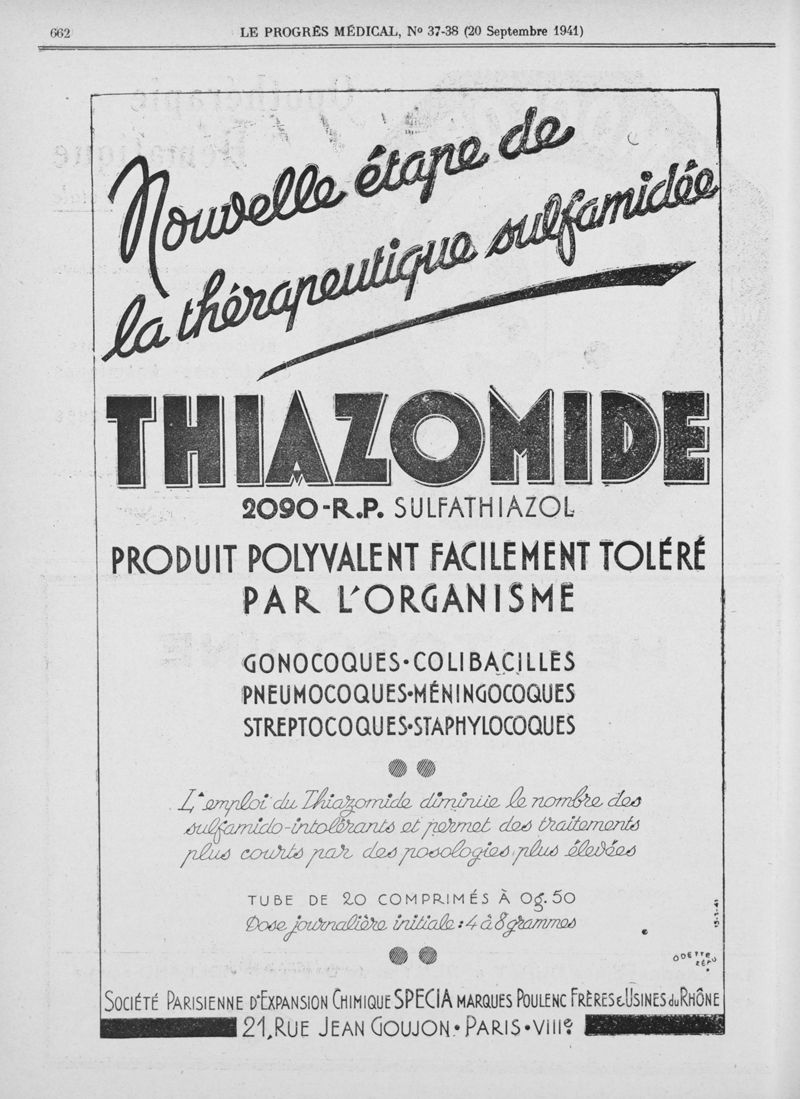 662
LE PROGRÈS MÉDICAL, Nº 37-38 (20 Septembre 1941)
Nouvelle étape de
la thérapeutique sulfamidée
THIAZOMIDE
2090-R.P. SULFATHIAZOL
PRODUIT POLYVALENT FACILEMENT TOLÉRÉ
PAR L'ORGANISME
GONOCOQUES·COLIBACILLES
PNEUMOCOQUES·MÉNINGOCOQUES
STREPTOCOQUES·STAPHYLOCOQUES
L'emploi du Thiazomide diminue le nombre des
sulfamido-intolérants et permet des traitements
plus courts par des posologies plus élevées
TUBE DE 20 COMPRIMÉS À 0g.50
Dose journalière initiale : 4 à 8 grammes
ODETTE
SOCIÉTÉ PARISIENNE D'EXPANSION CHIMIQUE SPECIA MARQUES POULENC FRÈRES & USINES du RHÔNE
21, RUE JEAN GOUJON · PARIS · VIIIe